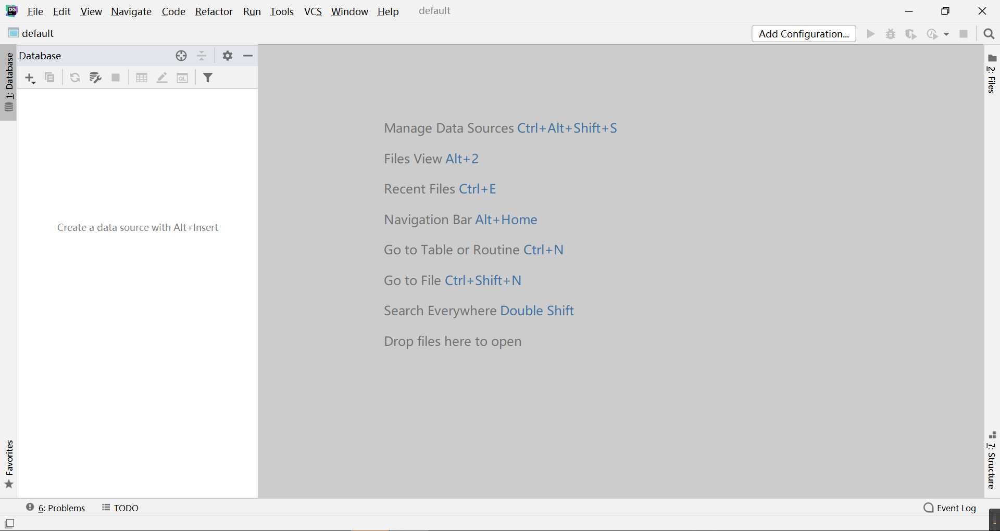 DG
File Edit View Navigate Code Refactor Run Tools VCS Window Help default
default
Add Configuration...
1: Database
Database
QL
Create a data source with Alt+Insert
Manage Data Sources Ctrl+Alt+Shift+S
Files View Alt+2
Recent Files Ctrl+E
Navigation Bar Alt+Home
Go to Table or Routine Ctrl+N
Go to File Ctrl+Shift+N
Search Everywhere Double Shift
Drop files here to open
2: Files
Favorites
7: Structure
6: Problems TODO
Event Log